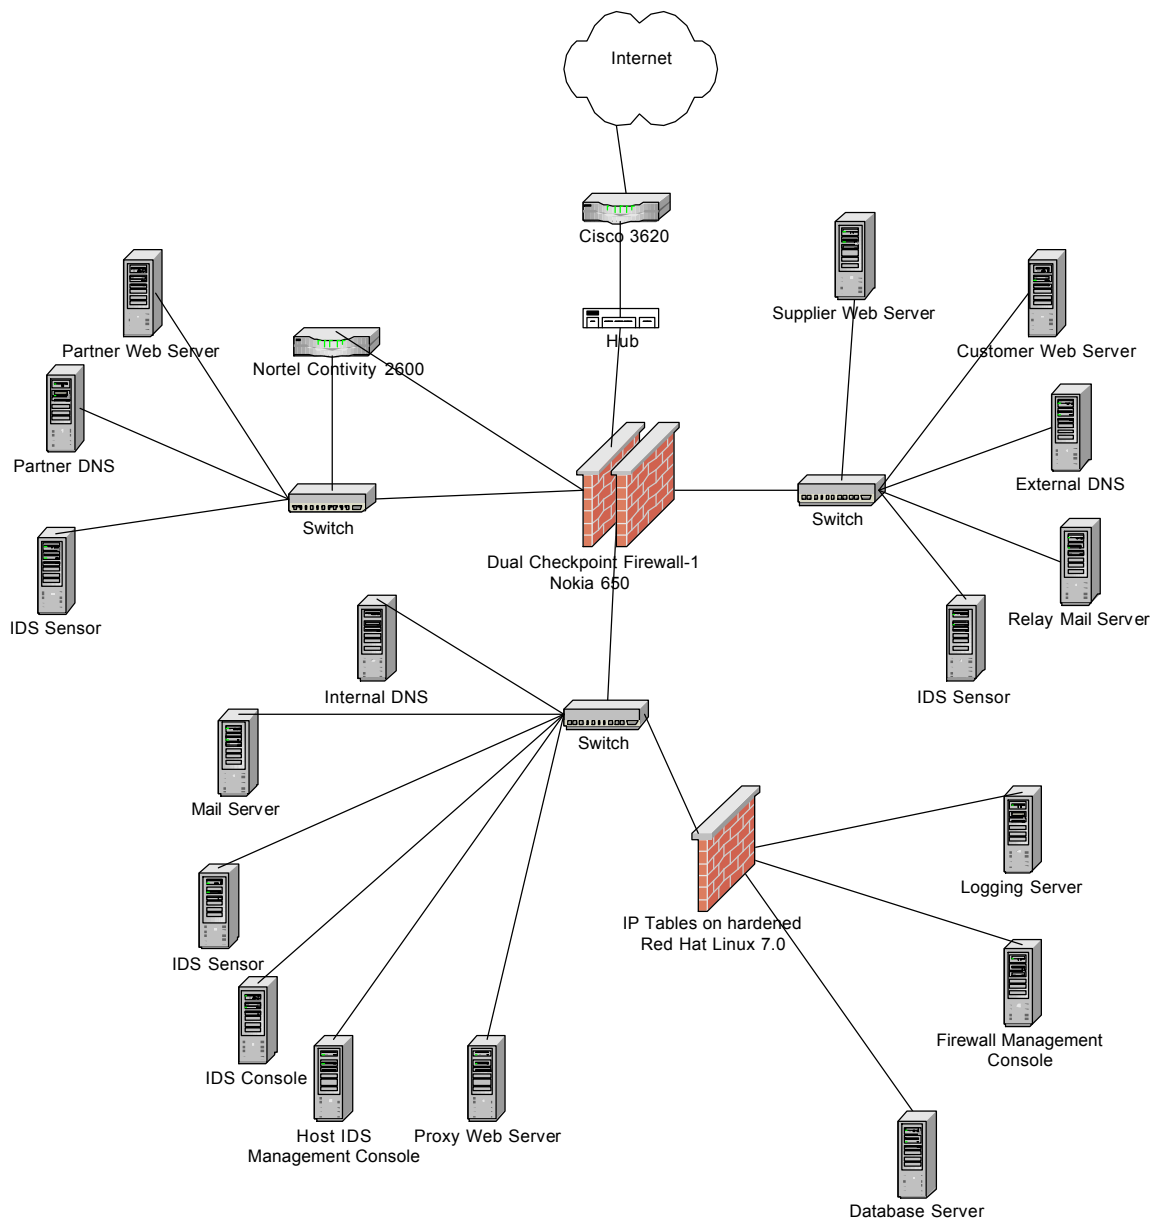 Internet
Cisco 3620
Supplier Web Server
Hub
Customer Web Server
Partner Web Server
Nortel Contivity 2600
Partner DNS
External DNS
Switch
Switch
Dual Checkpoint Firewall-1
Nokia 650
IDS Sensor
Relay Mail Server
Internal DNS
IDS Sensor
Switch
Mail Server
Logging Server
IP Tables on hardened
Red Hat Linux 7.0
IDS Sensor
Firewall Management
Console
IDS Console
Host IDS
Management Console
Proxy Web Server
Database Server